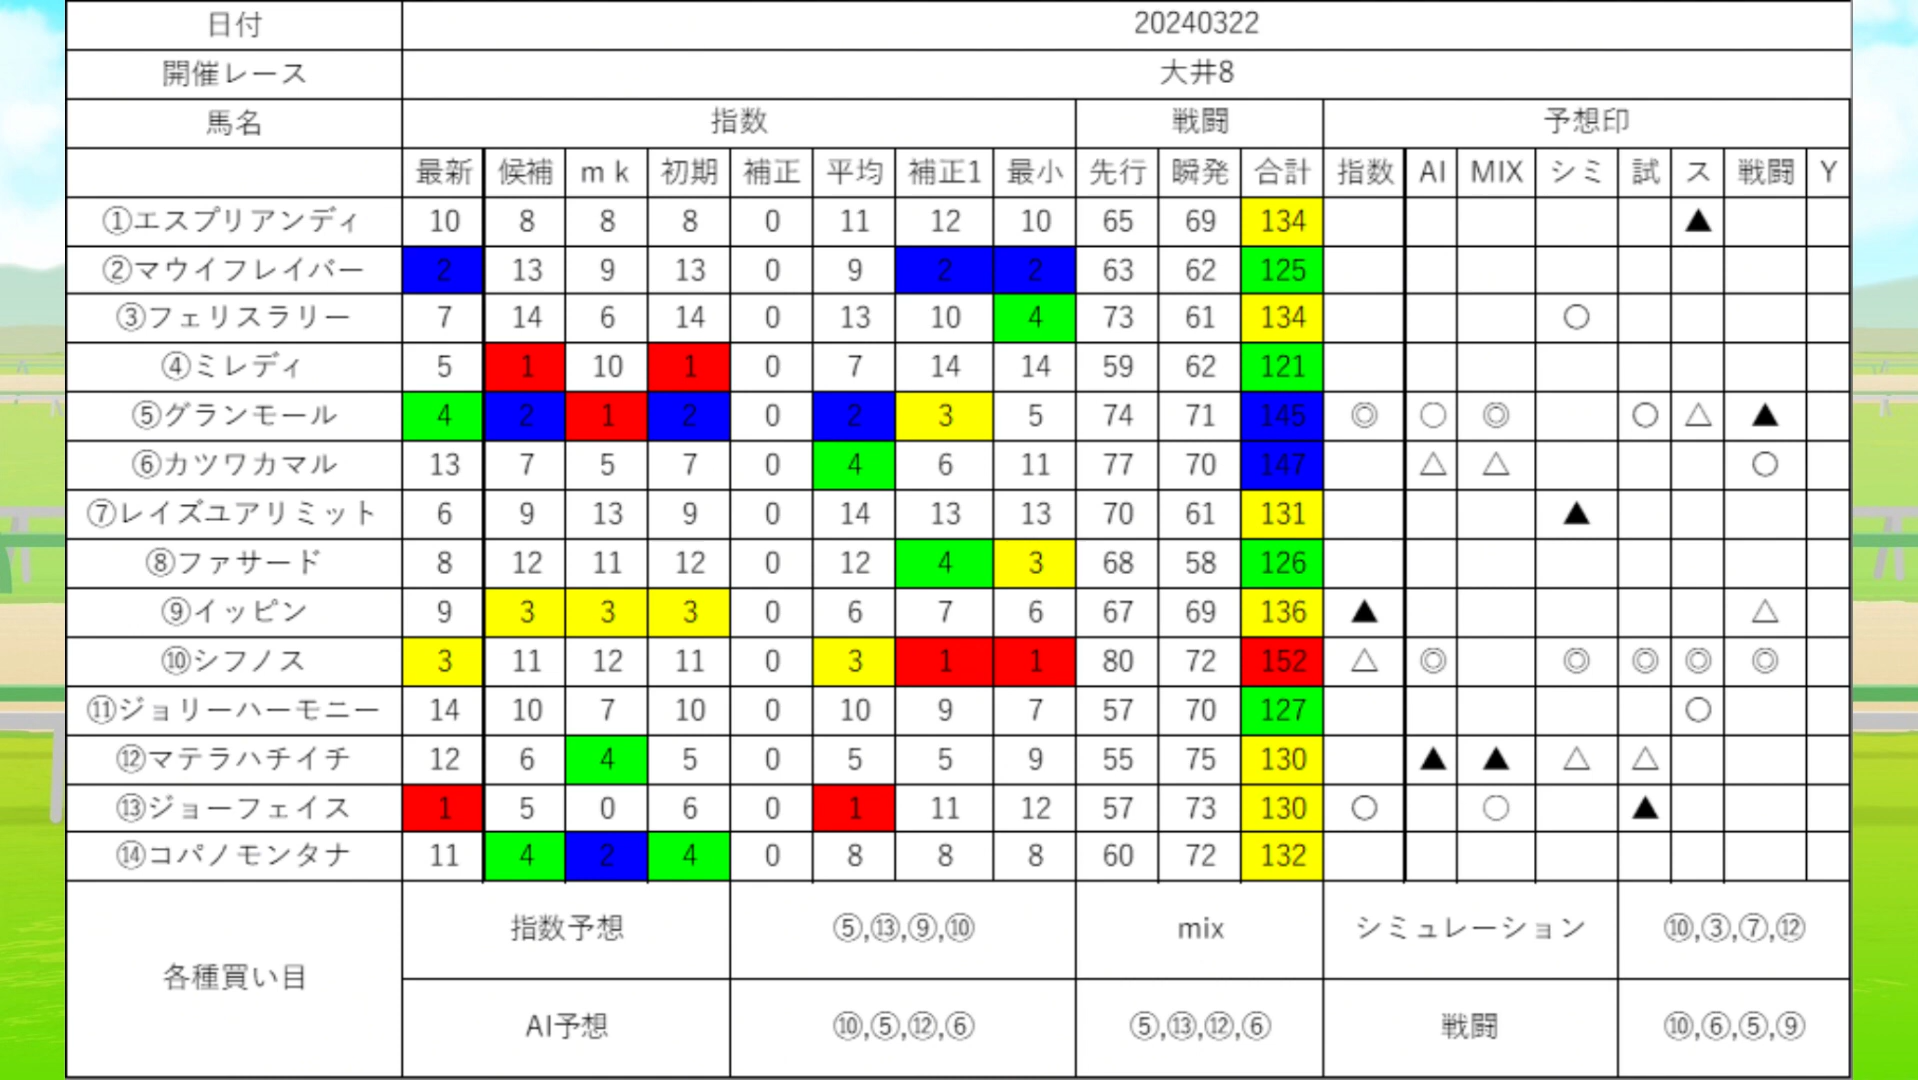 日付 20240322
開催レース 大井8
馬名 指数 戦闘 予想印
最新 候補 mk 初期 補正 平均 補正1 最小 先行 瞬発 合計 指数 AI MIX シミ 試 ス 戦闘 Y
①エスプリアンディ 10 8 8 8 0 11 12 10 65 69 134 ▲
②マウイフレイバー 2 13 9 13 0 9 2 2 63 62 125
③フェリスラリー 7 14 6 14 0 13 10 4 73 61 134 ○
④ミレディ 5 1 10 1 0 7 14 14 59 62 121
⑤グランモール 4 2 1 2 0 2 3 5 74 71 145 ◎ ○ ◎ ○ △ ▲
⑥カツワカマル 13 7 5 7 0 4 6 11 77 70 147 △ △ ○
⑦レイズユアリミット 6 9 13 9 0 14 13 13 70 61 131 ▲
⑧ファサード 8 12 11 12 0 12 4 3 68 58 126
⑨イッピン 9 3 3 3 0 6 7 6 67 69 136 ▲ △
⑩シフノス 3 11 12 11 0 3 1 1 80 72 152 △ ◎ ◎ ◎ ◎ ◎
⑪ジョリーハーモニー 14 10 7 10 0 10 9 7 57 70 127 ○
⑫マテラハチイチ 12 6 4 5 0 5 5 9 55 75 130 ▲ ▲ △ △
⑬ジョーフェイス 1 5 0 6 0 1 11 12 57 73 130 ○ ○ ▲
⑭コパノモンタナ 11 4 2 4 0 8 8 8 60 72 132
各種買い目
指数予想 ⑤,⑬,⑨,⑩ mix シミュレーション ⑩,③,⑦,⑫
AI予想 ⑩,⑤,⑫,⑥ ⑤,⑬,⑫,⑥ 戦闘 ⑩,⑥,⑤,⑨